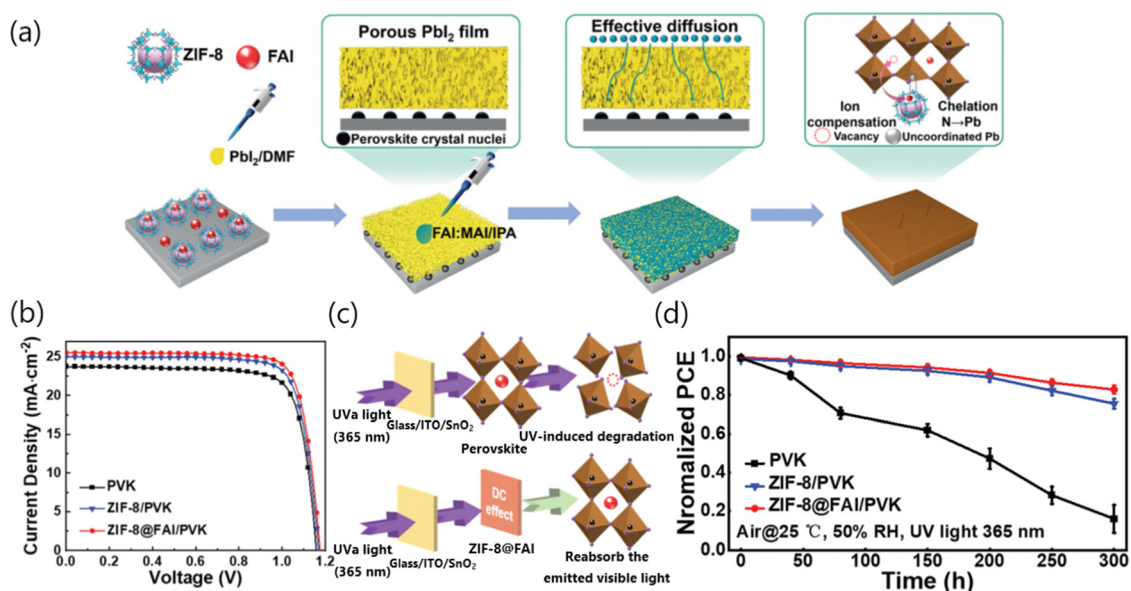 (a)
ZIF-8
FAI
PbI₂/DMF
Porous PbI₂ film
Perovskite crystal nuclei
FAI:MAI/IPA
Effective diffusion
Ion
compensation
Chelation
N→Pb
Vacancy
Uncoordinated Pb
(b)
Current Density (mA·cm⁻²)
25
20
15
10
5
0
PVK
ZIF-8/PVK
ZIF-8@FAI/PVK
0.0 0.2 0.4 0.6 0.8 1.0 1.2
Voltage (V)
(c)
UVa light
(365 nm)
Glass/ITO/SnO₂
Perovskite
UV-induced degradation
UVa light
(365 nm)
Glass/ITO/SnO₂
DC
effect
ZIF-8@FAI
Reabsorb the
emitted visible light
(d)
Nromalized PCE
1.0
0.8
0.6
0.4
0.2
0.0
PVK
ZIF-8/PVK
ZIF-8@FAI/PVK
Air@25 ℃, 50% RH, UV light 365 nm
0 50 100 150 200 250 300
Time (h)